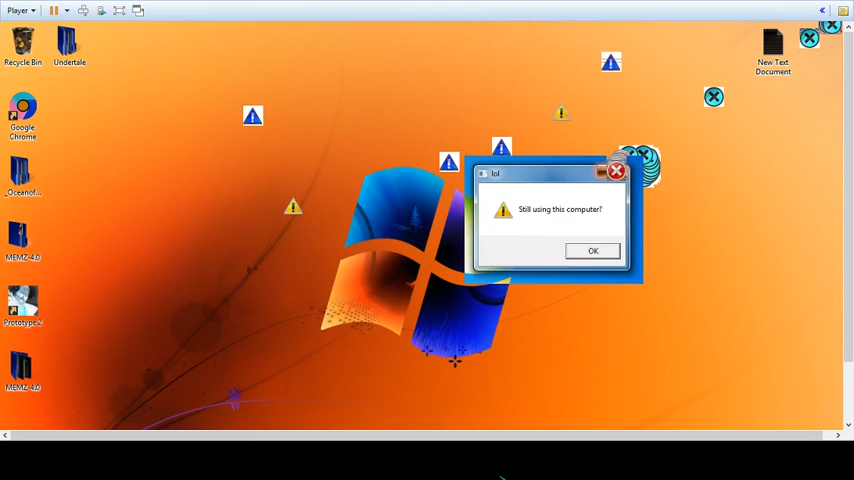 Player
Recycle Bin
Undertale
New Text
Document
Google
Chrome
_Oceanof...
MEMZ-4.0
Prototype 2
MEMZ-4.0
lol
Still using this computer?
OK